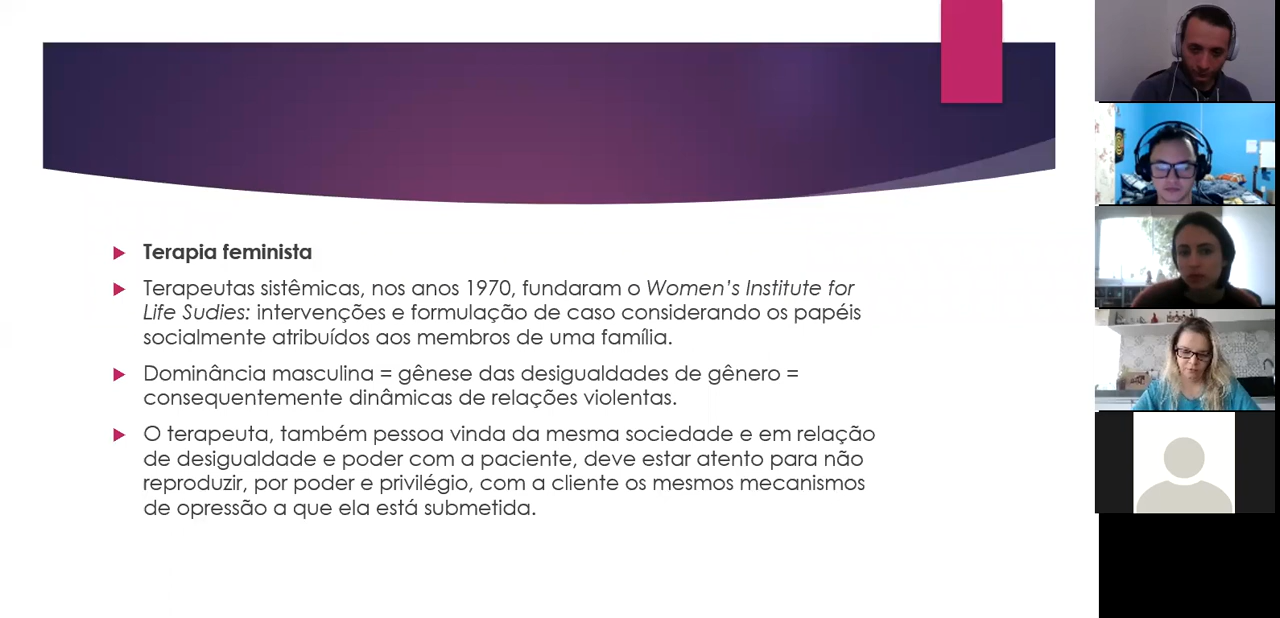 Terapia feminista
Terapeutas sistêmicas, nos anos 1970, fundaram o Women's Institute for
Life Sudies: intervenções e formulação de caso considerando os papéis
socialmente atribuídos aos membros de uma família.
Dominância masculina = gênese das desigualdades de gênero =
consequentemente dinâmicas de relações violentas.
O terapeuta, também pessoa vinda da mesma sociedade e em relação
de desigualdade e poder com a paciente, deve estar atento para não
reproduzir, por poder e privilégio, com a cliente os mesmos mecanismos
de opressão a que ela está submetida.